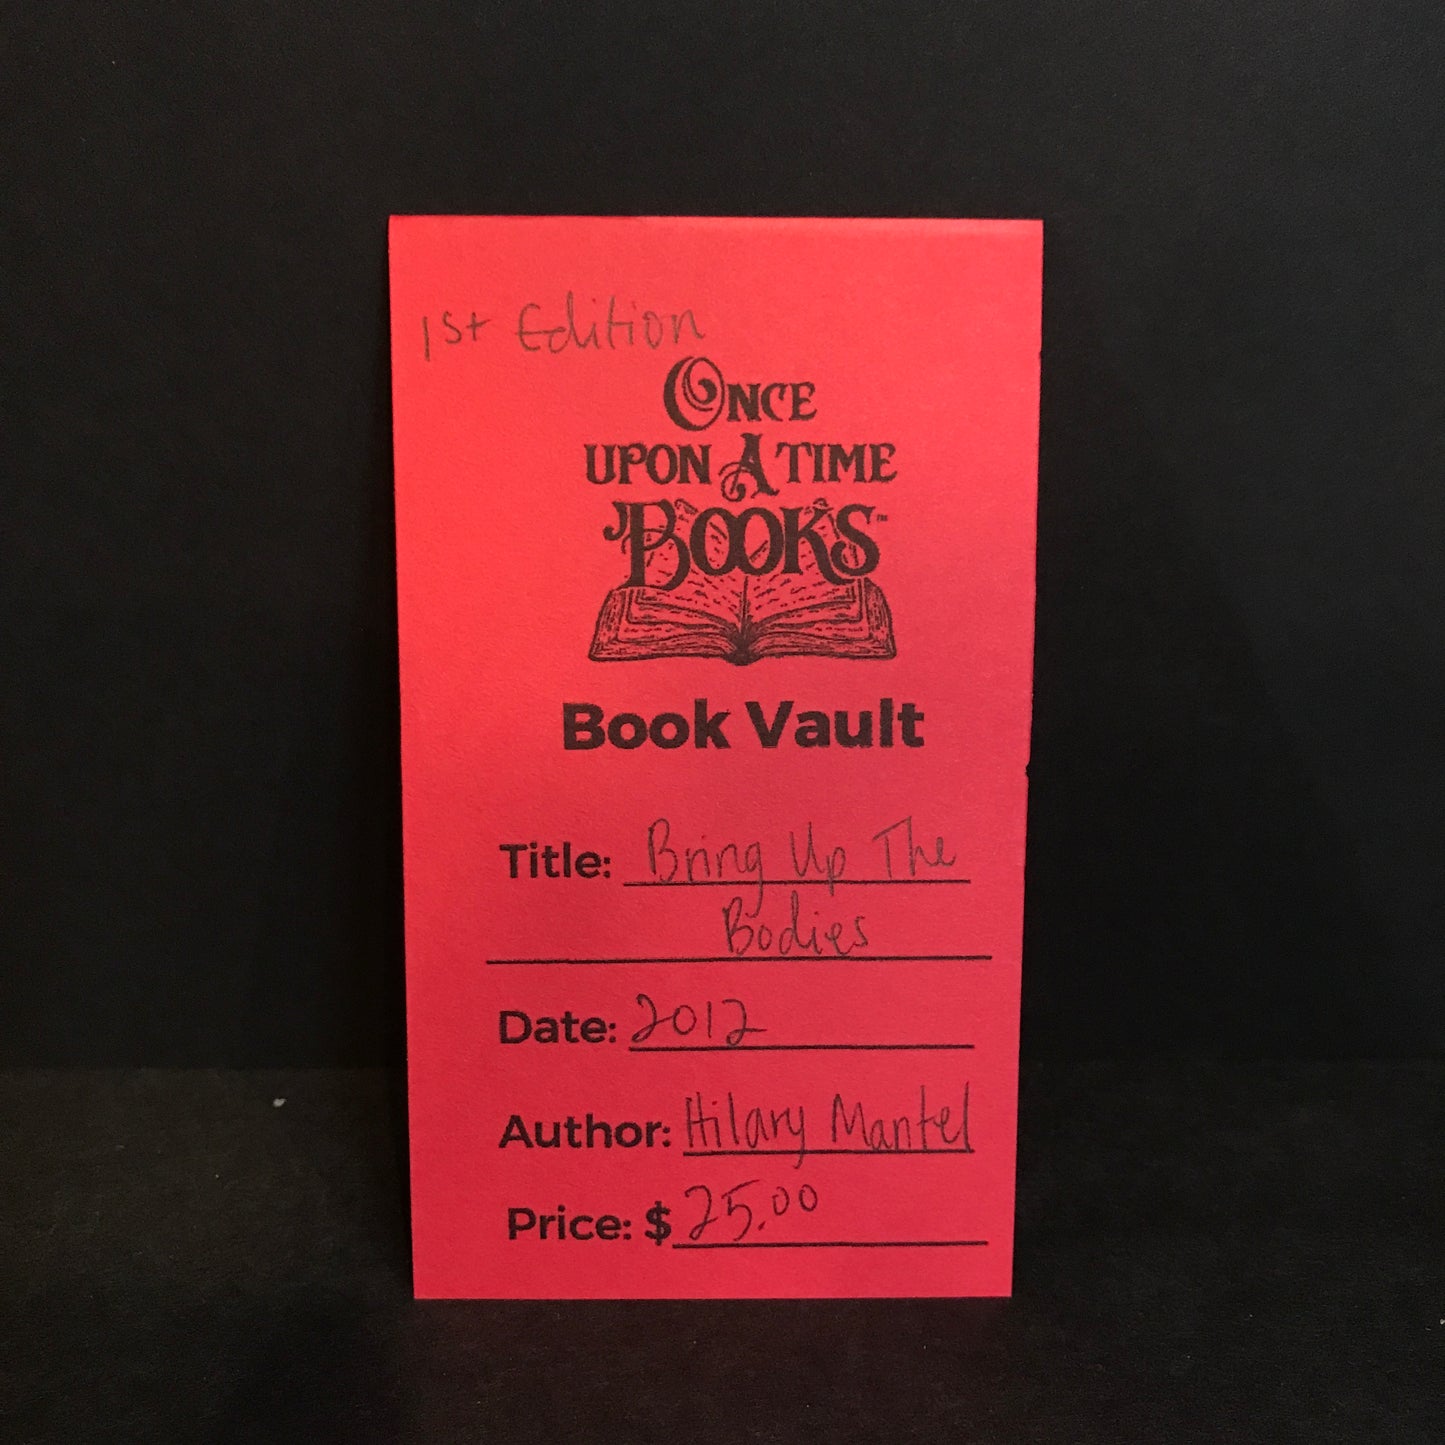 1st Edition
ONCE
UPON A TIME
BOOKS™
Book Vault
Title: Bring Up The
Bodies
Date: 2012
Author: Hilary Mantel
Price: $ 25.00